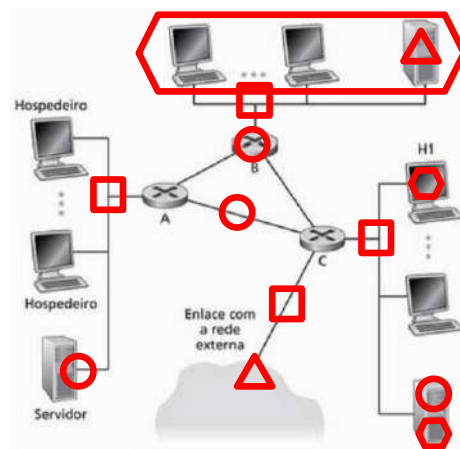 Hospedeiro
H1
B
A
C
Hospedeiro
Enlace com
a rede
externa
Servidor